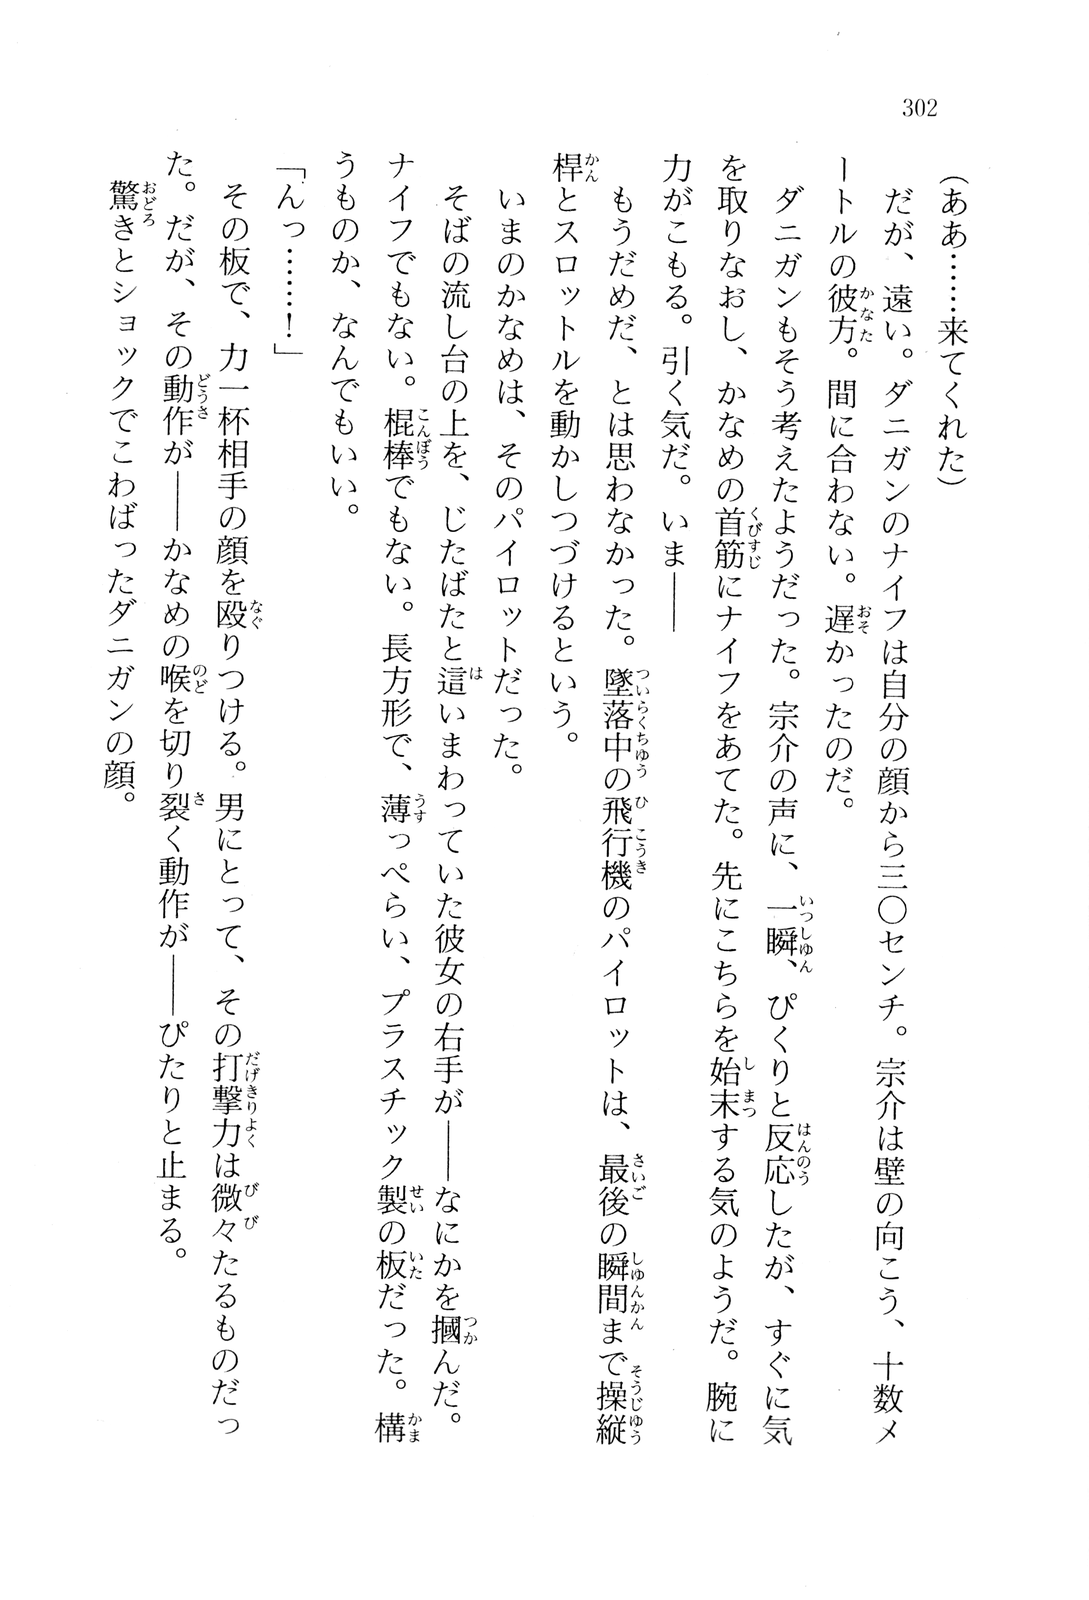 302
(ああ……来てくれた)
だが、遠い。ダニガンのナイフは自分の顔から三〇センチ。宗介は壁の向こう、十数メ
ートルの彼方。間に合わない。遅かったのだ。
ダニガンもそう考えたようだった。宗介の声に、一瞬、ぴくりと反応したが、すぐに気
を取りなおし、かなめの首筋にナイフをあてた。先にこちらを始末する気のようだ。腕に
力がこもる。引く気だ。いま――
もうだめだ、とは思わなかった。墜落中の飛行機のパイロットは、最後の瞬間まで操縦
桿とスロットルを動かしつづけるという。
いまのかなめは、そのパイロットだった。
そばの流し台の上を、じたばたと這いまわっていた彼女の右手が――なにかを摑んだ。
ナイフでもない。棍棒でもない。長方形で、薄っぺらい、プラスチック製の板だった。構
うものか、なんでもいい。
「んっ……！」
その板で、力一杯相手の顔を殴りつける。男にとって、その打撃力は微々たるものだっ
た。だが、その動作が――かなめの喉を切り裂く動作が――ぴたりと止まる。
驚きとショックでこわばったダニガンの顔。